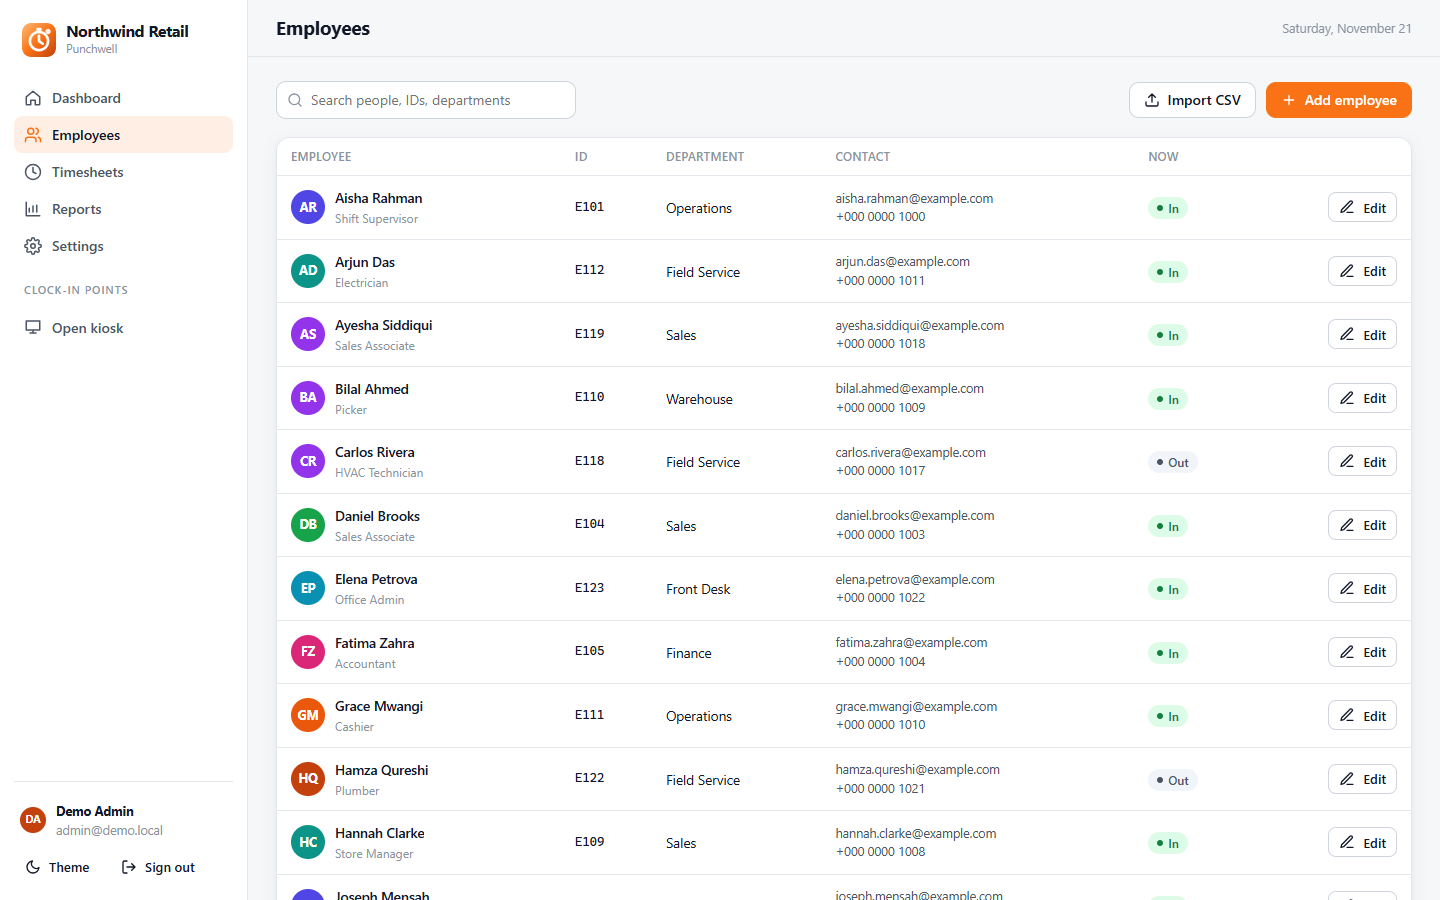 Northwind Retail
Punchwell
Dashboard
Employees
Timesheets
Reports
Settings
CLOCK-IN POINTS
Open kiosk
DA
Demo Admin
admin@demo.local
Theme
Sign out
Employees
Saturday, November 21
Search people, IDs, departments
Import CSV
Add employee
EMPLOYEE ID DEPARTMENT CONTACT NOW
AR Aisha Rahman E101 Operations aisha.rahman@example.com In Edit
Shift Supervisor +000 0000 1000
AD Arjun Das E112 Field Service arjun.das@example.com In Edit
Electrician +000 0000 1011
AS Ayesha Siddiqui E119 Sales ayesha.siddiqui@example.com In Edit
Sales Associate +000 0000 1018
BA Bilal Ahmed E110 Warehouse bilal.ahmed@example.com In Edit
Picker +000 0000 1009
CR Carlos Rivera E118 Field Service carlos.rivera@example.com Out Edit
HVAC Technician +000 0000 1017
DB Daniel Brooks E104 Sales daniel.brooks@example.com In Edit
Sales Associate +000 0000 1003
EP Elena Petrova E123 Front Desk elena.petrova@example.com In Edit
Office Admin +000 0000 1022
FZ Fatima Zahra E105 Finance fatima.zahra@example.com In Edit
Accountant +000 0000 1004
GM Grace Mwangi E111 Operations grace.mwangi@example.com In Edit
Cashier +000 0000 1010
HQ Hamza Qureshi E122 Field Service hamza.qureshi@example.com Out Edit
Plumber +000 0000 1021
HC Hannah Clarke E109 Sales hannah.clarke@example.com In Edit
Store Manager +000 0000 1008
Joseph Mensah joseph.mensah@example.com